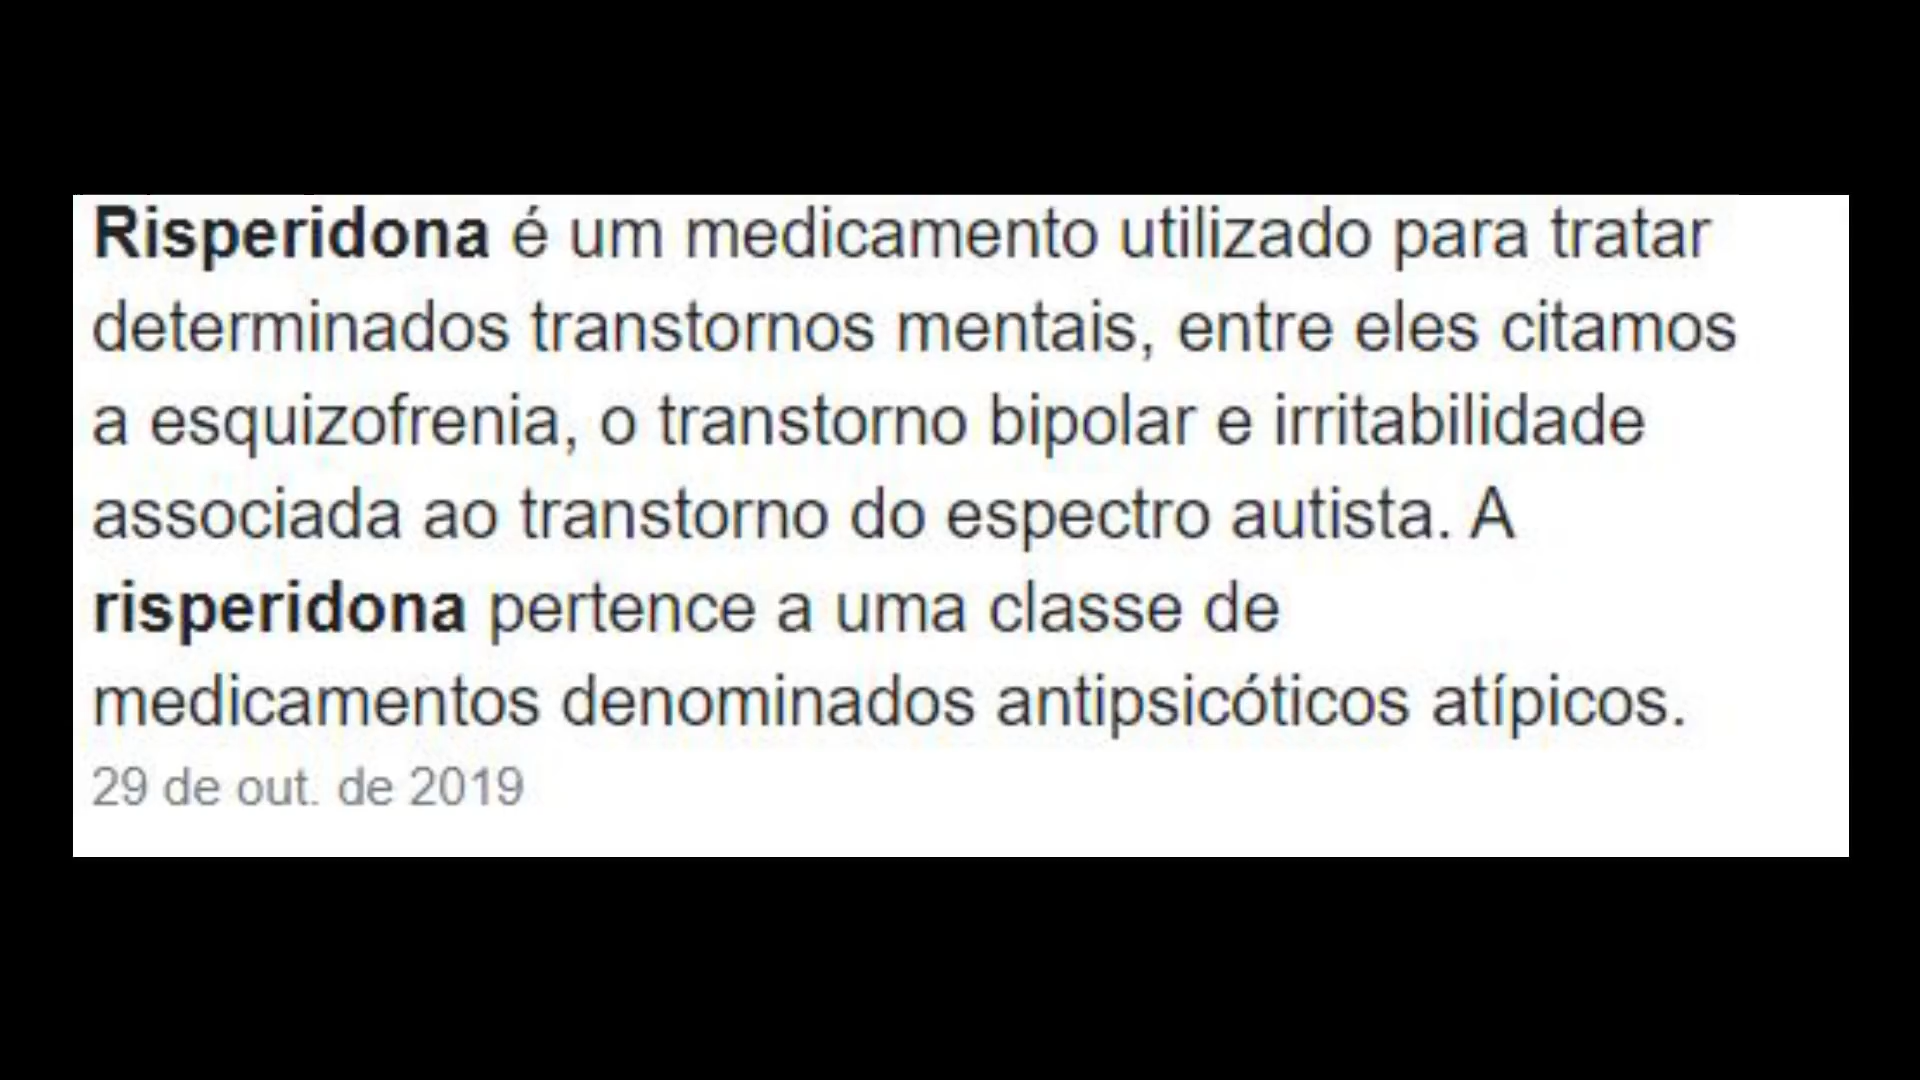 Risperidona é um medicamento utilizado para tratar
determinados transtornos mentais, entre eles citamos
a esquizofrenia, o transtorno bipolar e irritabilidade
associada ao transtorno do espectro autista. A
risperidona pertence a uma classe de
medicamentos denominados antipsicóticos atípicos.
29 de out. de 2019